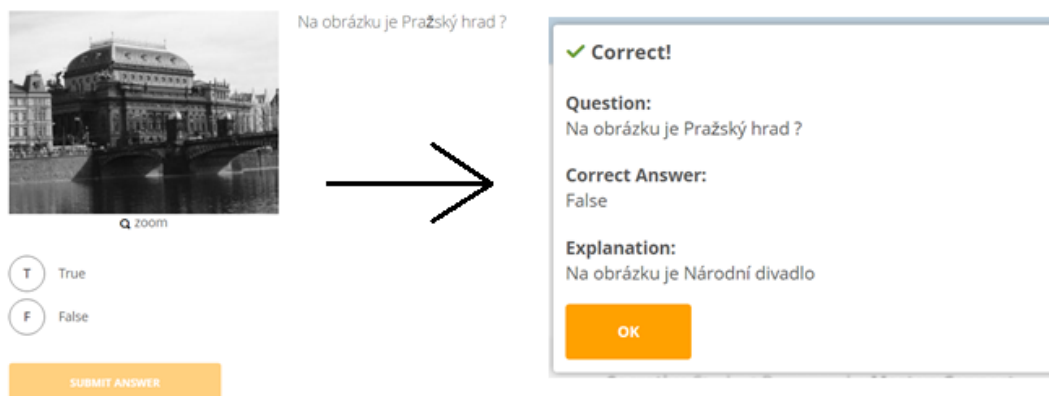 Na obrázku je Pražský hrad ?
zoom
T True
F False
SUBMIT ANSWER
✓ Correct!
Question:
Na obrázku je Pražský hrad ?
Correct Answer:
False
Explanation:
Na obrázku je Národní divadlo
OK